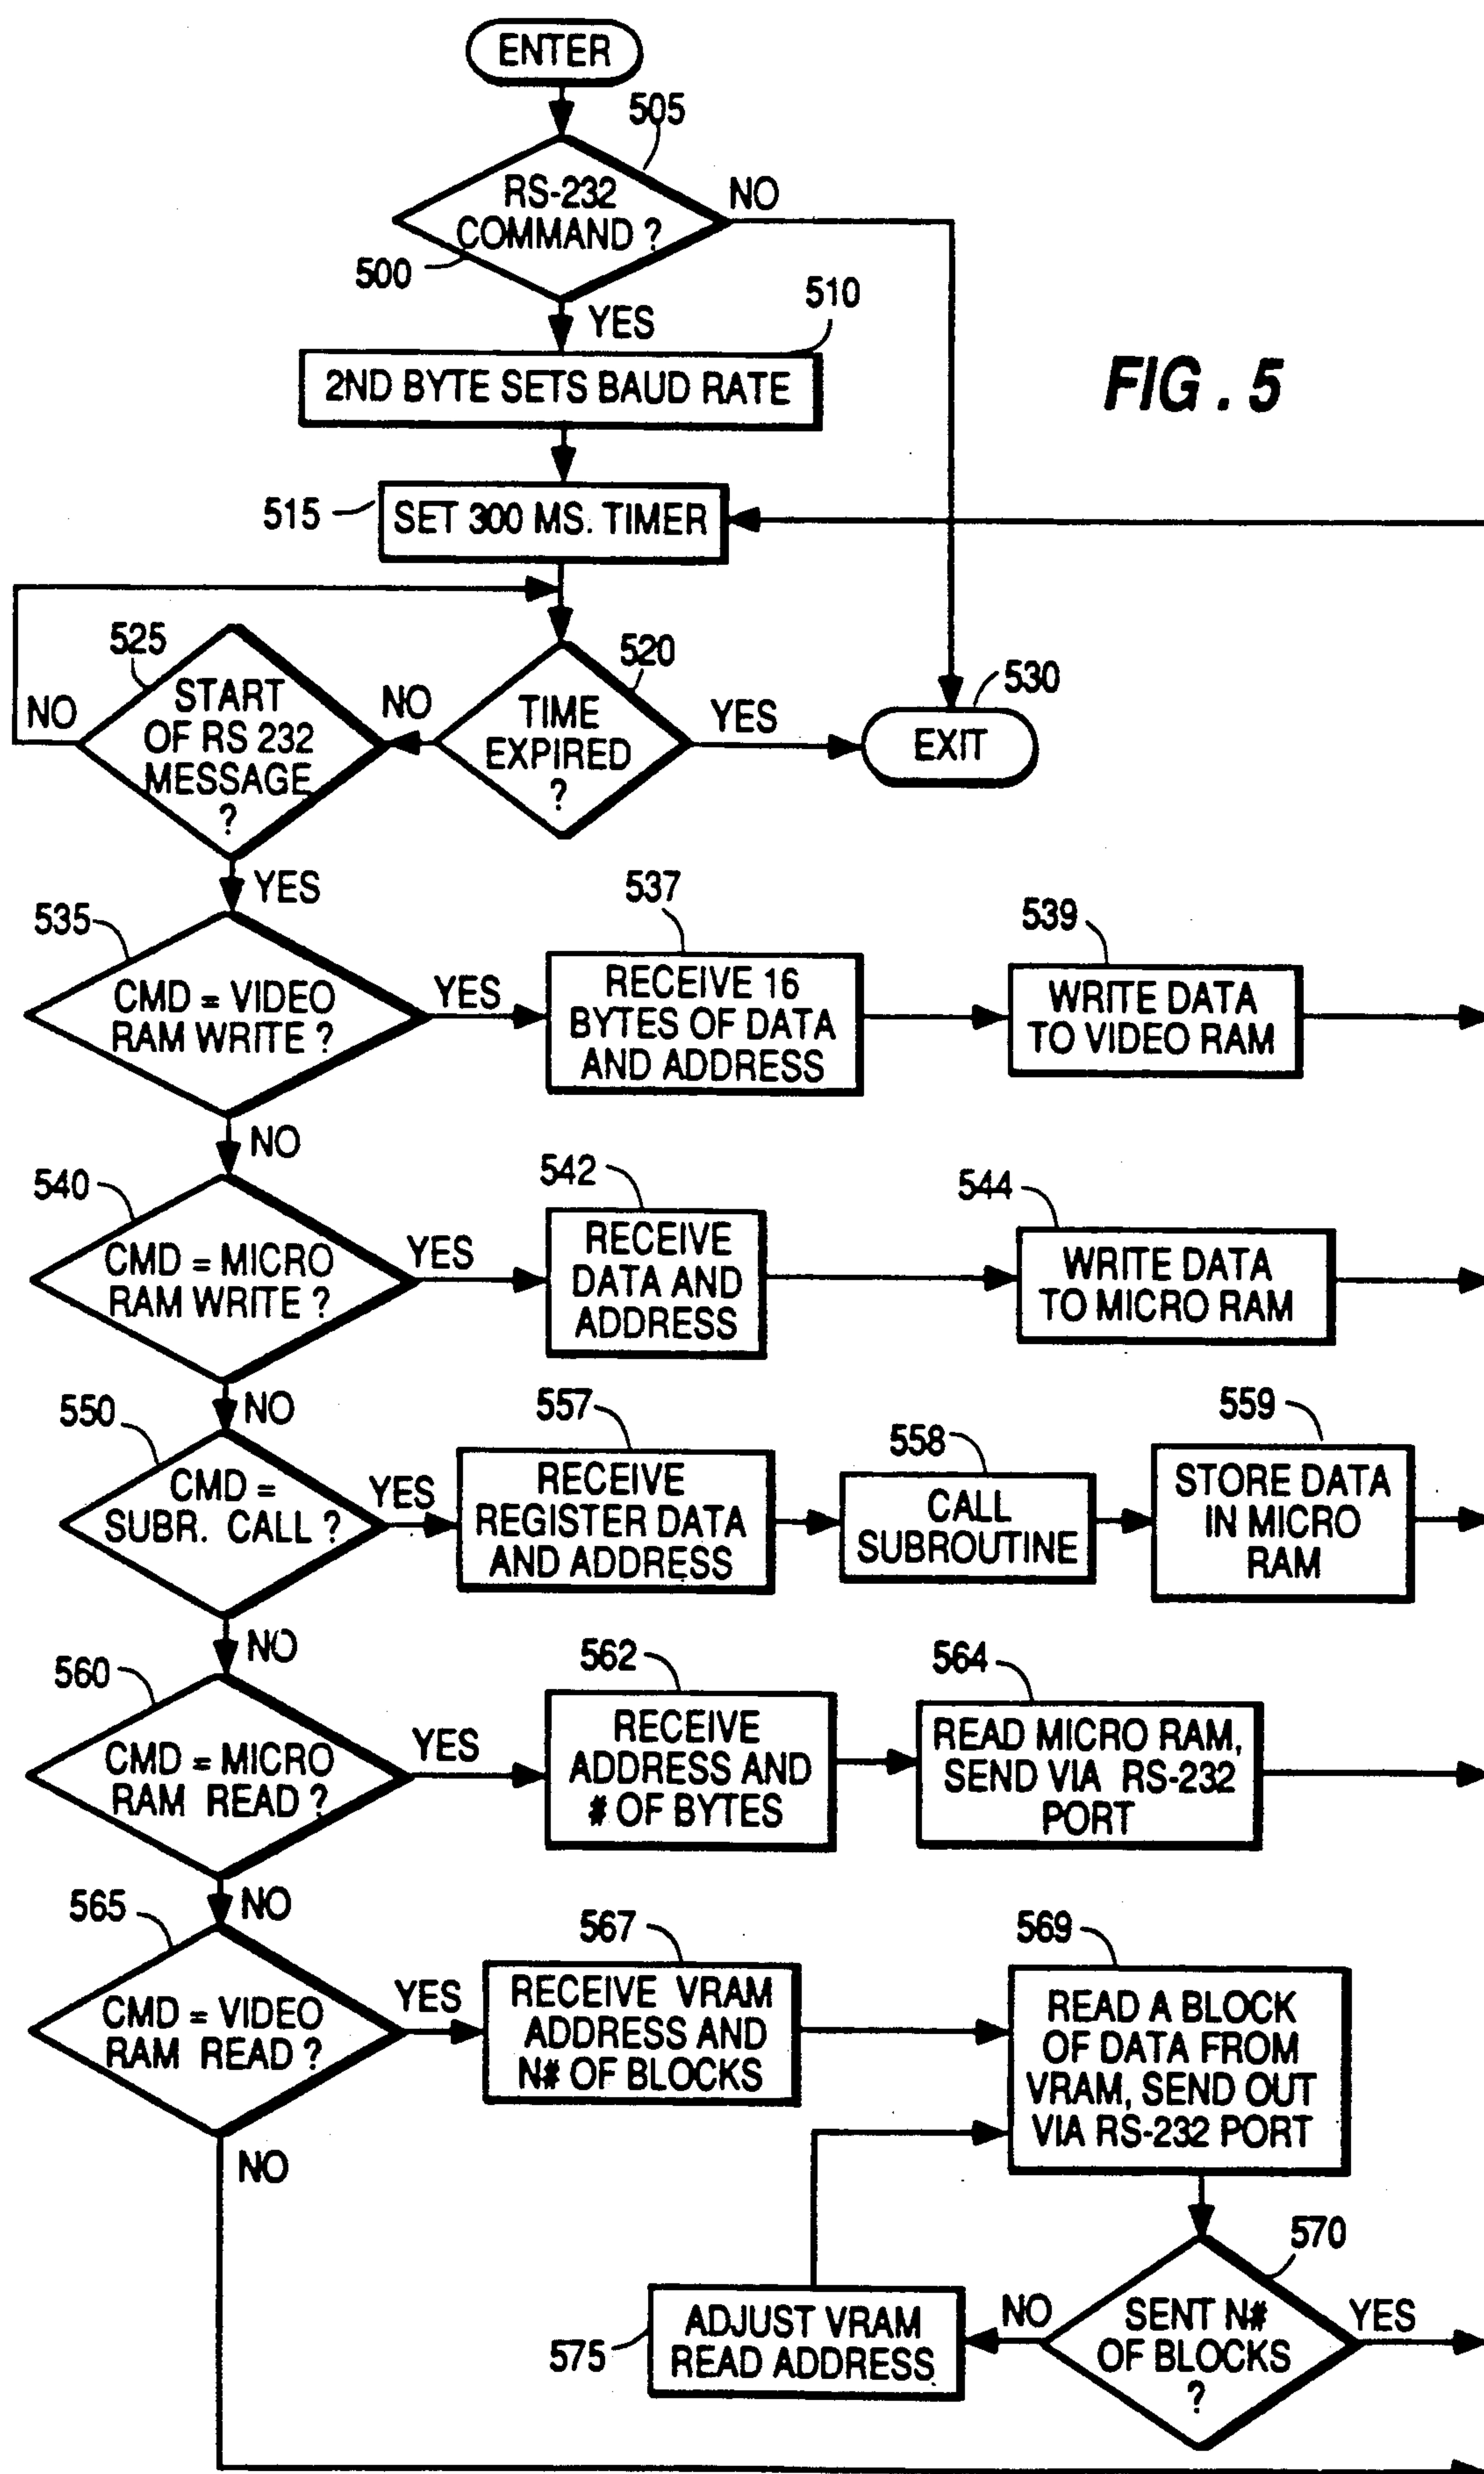 ENTER
505
RS-232
COMMAND ?
NO
500
YES
510
2ND BYTE SETS BAUD RATE
FIG. 5
515
SET 300 MS. TIMER
525
520
530
NO
START
OF RS 232
MESSAGE
?
NO
TIME
EXPIRED
?
YES
EXIT
YES
535
537
539
CMD = VIDEO
RAM WRITE ?
YES
RECEIVE 16
BYTES OF DATA
AND ADDRESS
WRITE DATA
TO VIDEO RAM
NO
540
542
544
CMD = MICRO
RAM WRITE ?
YES
RECEIVE
DATA AND
ADDRESS
WRITE DATA
TO MICRO RAM
NO
550
557
558
559
CMD =
SUBR. CALL ?
YES
RECEIVE
REGISTER DATA
AND ADDRESS
CALL
SUBROUTINE
STORE DATA
IN MICRO
RAM
NO
560
562
564
CMD = MICRO
RAM READ ?
YES
RECEIVE
ADDRESS AND
# OF BYTES
READ MICRO RAM,
SEND VIA RS-232
PORT
NO
565
567
569
CMD = VIDEO
RAM READ ?
YES
RECEIVE VRAM
ADDRESS AND
N# OF BLOCKS
READ A BLOCK
OF DATA FROM
VRAM, SEND OUT
VIA RS-232 PORT
NO
570
575
ADJUST VRAM
READ ADDRESS
NO
SENT N#
OF BLOCKS
?
YES